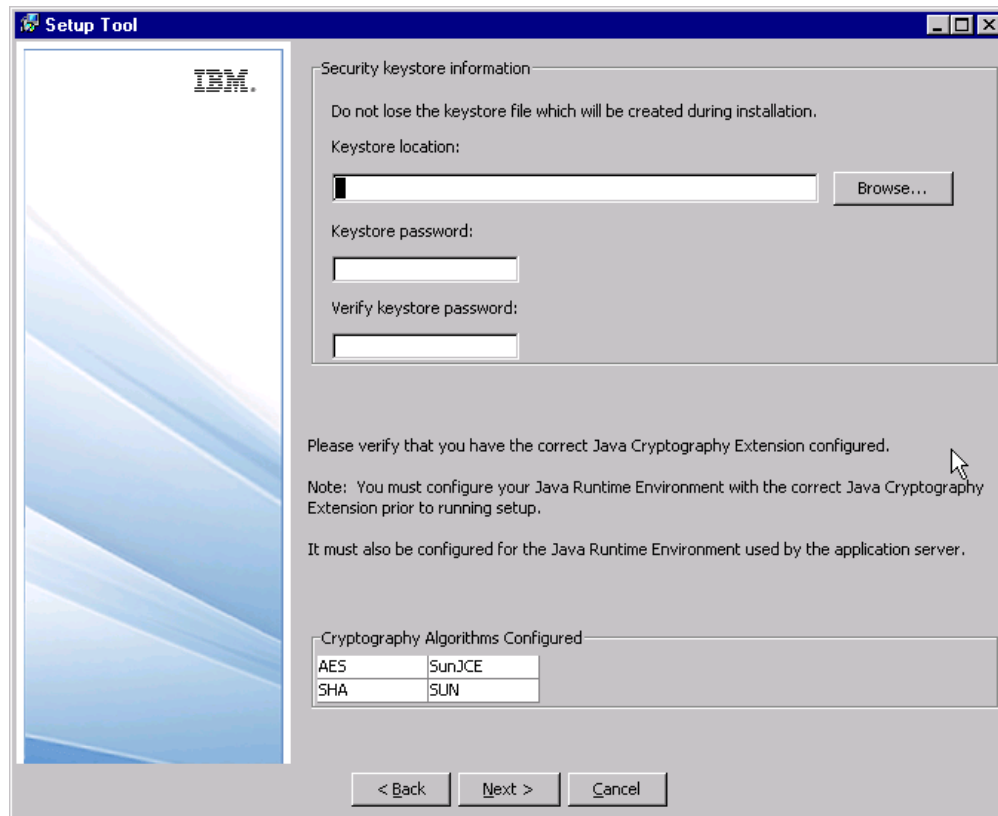 Setup Tool
IBM.
Security keystore information
Do not lose the keystore file which will be created during installation.
Keystore location:
Browse...
Keystore password:
Verify keystore password:
Please verify that you have the correct Java Cryptography Extension configured.
Note: You must configure your Java Runtime Environment with the correct Java Cryptography
Extension prior to running setup.
It must also be configured for the Java Runtime Environment used by the application server.
Cryptography Algorithms Configured
AES SunJCE
SHA SUN
< Back Next > Cancel